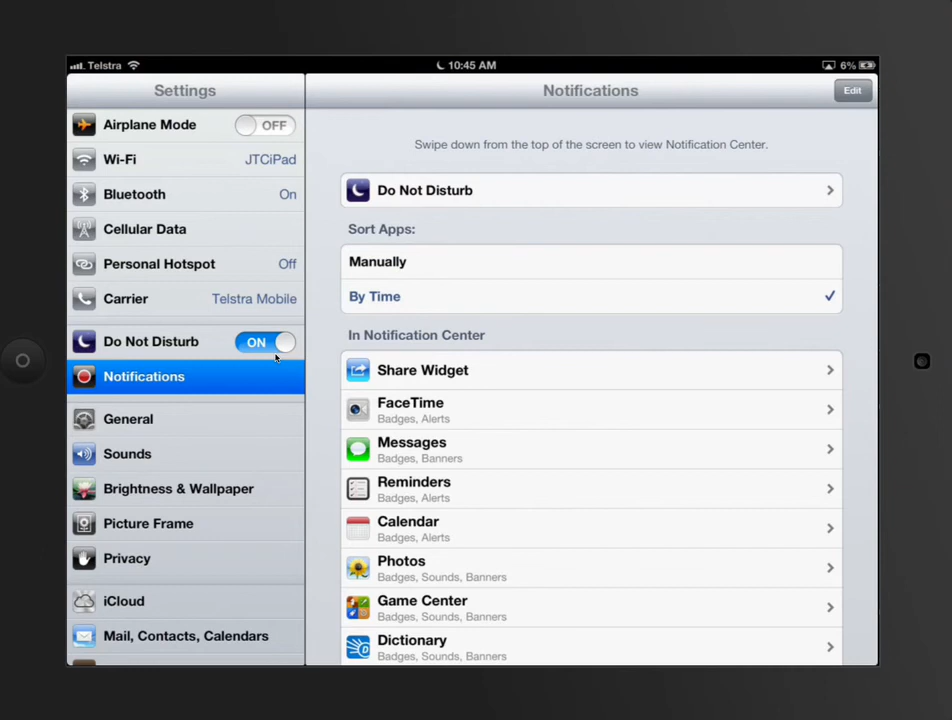 Telstra
10:45 AM
6%
Settings
Notifications
Edit
Airplane Mode OFF
Wi-Fi JTCiPad
Bluetooth On
Cellular Data
Personal Hotspot Off
Carrier Telstra Mobile
Do Not Disturb ON
Notifications
General
Sounds
Brightness & Wallpaper
Picture Frame
Privacy
iCloud
Mail, Contacts, Calendars
Swipe down from the top of the screen to view Notification Center.
Do Not Disturb
Sort Apps:
Manually
By Time
In Notification Center
Share Widget
FaceTime
Badges, Alerts
Messages
Badges, Banners
Reminders
Badges, Alerts
Calendar
Badges, Alerts
Photos
Badges, Sounds, Banners
Game Center
Badges, Sounds, Banners
Dictionary
Badges, Sounds, Banners